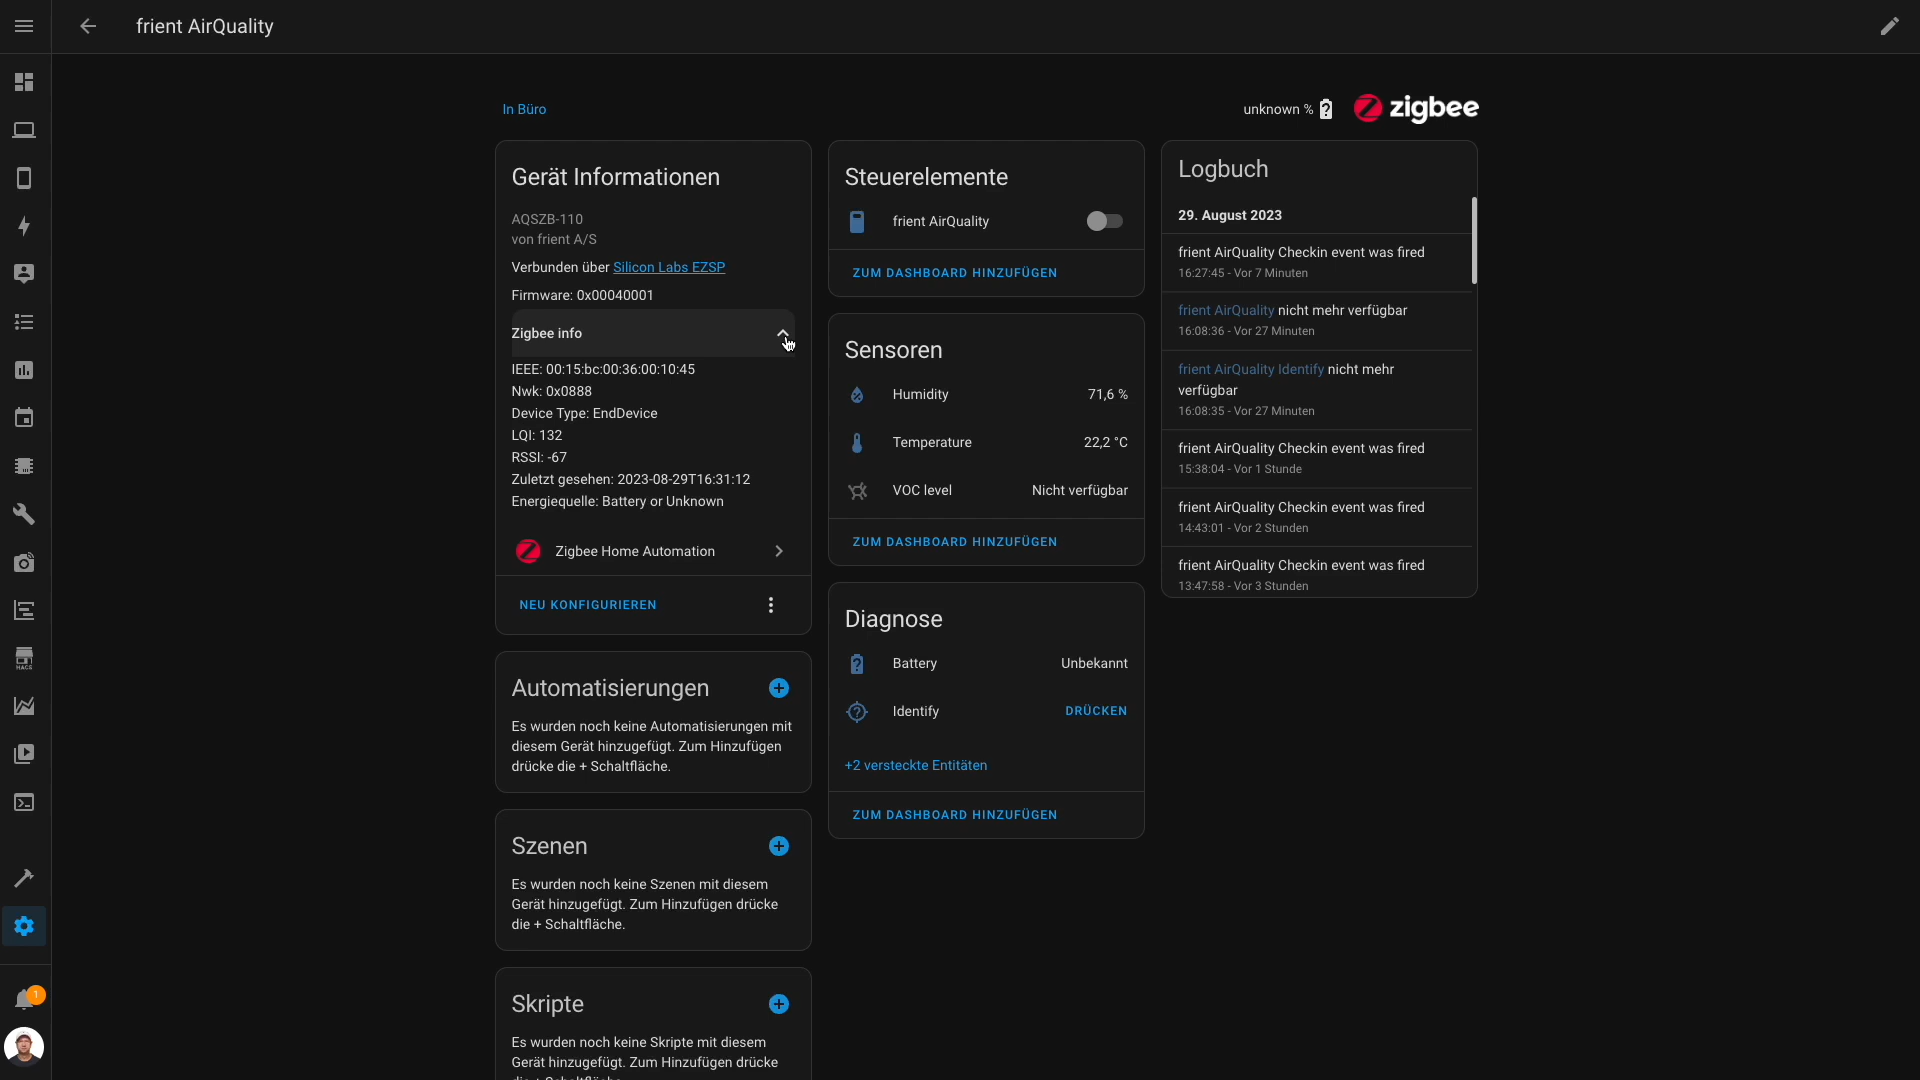 frient AirQuality
In Büro
unknown %
zigbee
Gerät Informationen
AQSZB-110
von frient A/S
Verbunden über Silicon Labs EZSP
Firmware: 0x00040001
Zigbee info
IEEE: 00:15:bc:00:36:00:10:45
Nwk: 0x0888
Device Type: EndDevice
LQI: 132
RSSI: -67
Zuletzt gesehen: 2023-08-29T16:31:12
Energiequelle: Battery or Unknown
Zigbee Home Automation
NEU KONFIGURIEREN
Automatisierungen
Es wurden noch keine Automatisierungen mit
diesem Gerät hinzugefügt. Zum Hinzufügen
drücke die + Schaltfläche.
Szenen
Es wurden noch keine Szenen mit diesem
Gerät hinzugefügt. Zum Hinzufügen drücke
die + Schaltfläche.
Skripte
Es wurden noch keine Skripte mit diesem
Gerät hinzugefügt. Zum Hinzufügen drücke
die + Schaltfläche.
Steuerelemente
frient AirQuality
ZUM DASHBOARD HINZUFÜGEN
Sensoren
Humidity 71,6 %
Temperature 22,2 °C
VOC level Nicht verfügbar
ZUM DASHBOARD HINZUFÜGEN
Diagnose
Battery Unbekannt
Identify DRÜCKEN
+2 versteckte Entitäten
ZUM DASHBOARD HINZUFÜGEN
Logbuch
29. August 2023
frient AirQuality Checkin event was fired
16:27:45 - Vor 7 Minuten
frient AirQuality nicht mehr verfügbar
16:08:36 - Vor 27 Minuten
frient AirQuality Identify nicht mehr
verfügbar
16:08:35 - Vor 27 Minuten
frient AirQuality Checkin event was fired
15:38:04 - Vor 1 Stunde
frient AirQuality Checkin event was fired
14:43:01 - Vor 2 Stunden
frient AirQuality Checkin event was fired
13:47:58 - Vor 3 Stunden
HACS
1